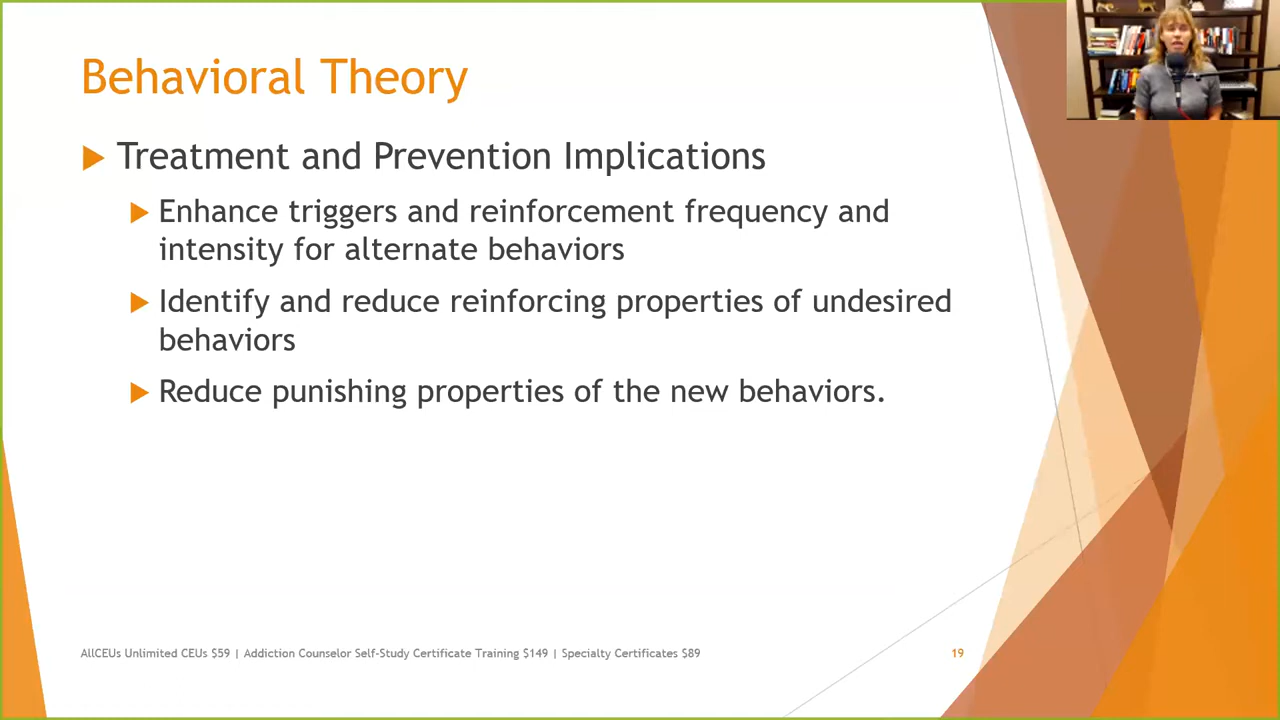 Behavioral Theory
Treatment and Prevention Implications
Enhance triggers and reinforcement frequency and
intensity for alternate behaviors
Identify and reduce reinforcing properties of undesired
behaviors
Reduce punishing properties of the new behaviors.
AllCEUs Unlimited CEUs $59 | Addiction Counselor Self-Study Certificate Training $149 | Specialty Certificates $89
19